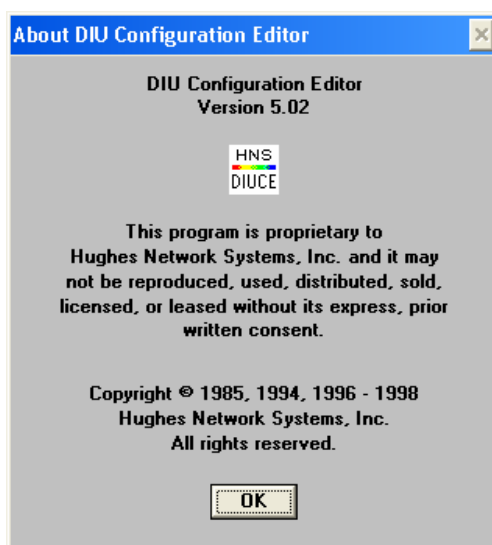 About DIU Configuration Editor
DIU Configuration Editor
Version 5.02
HNS
DIUCE
This program is proprietary to
Hughes Network Systems, Inc. and it may
not be reproduced, used, distributed, sold,
licensed, or leased without its express, prior
written consent.
Copyright © 1985, 1994, 1996 - 1998
Hughes Network Systems, Inc.
All rights reserved.
OK